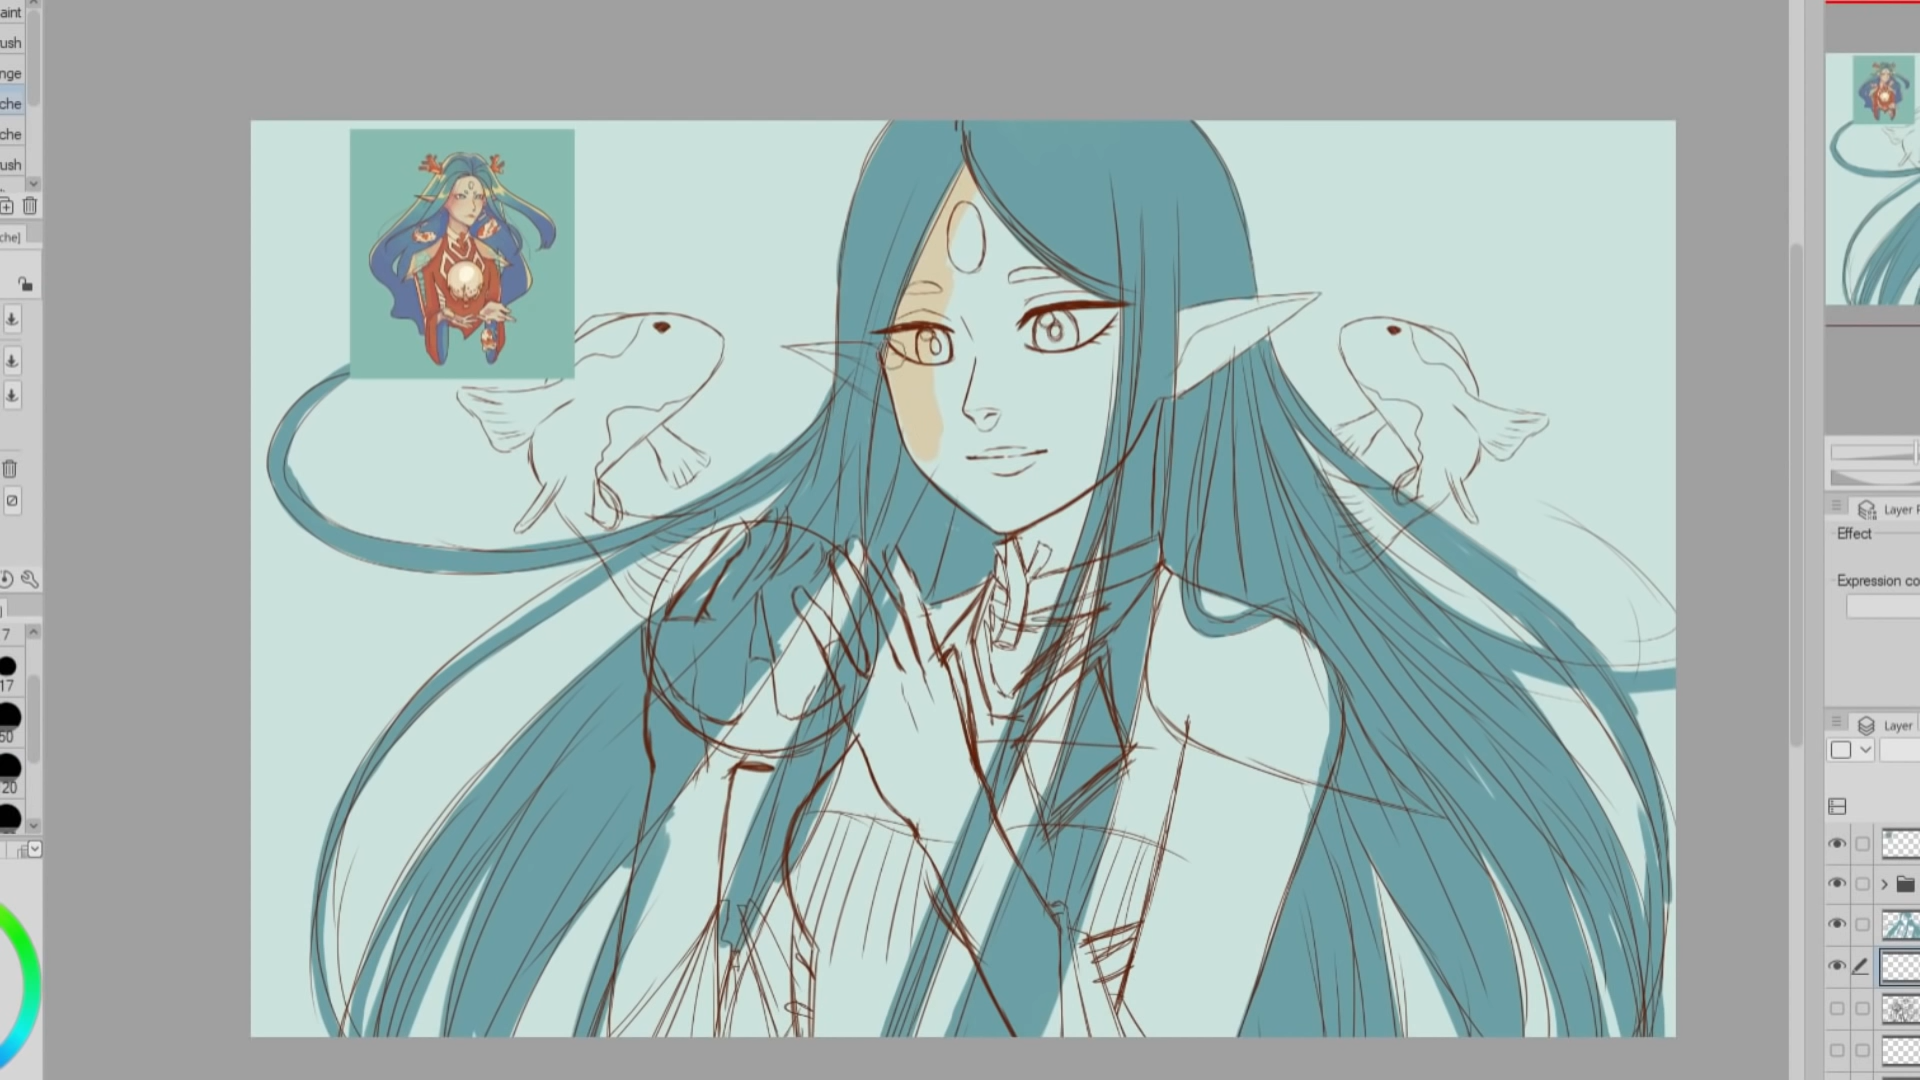 aint
ush
nge
che
che
ush
che]
7
17
50
20
Layer P
Effect
Expression co
Layer